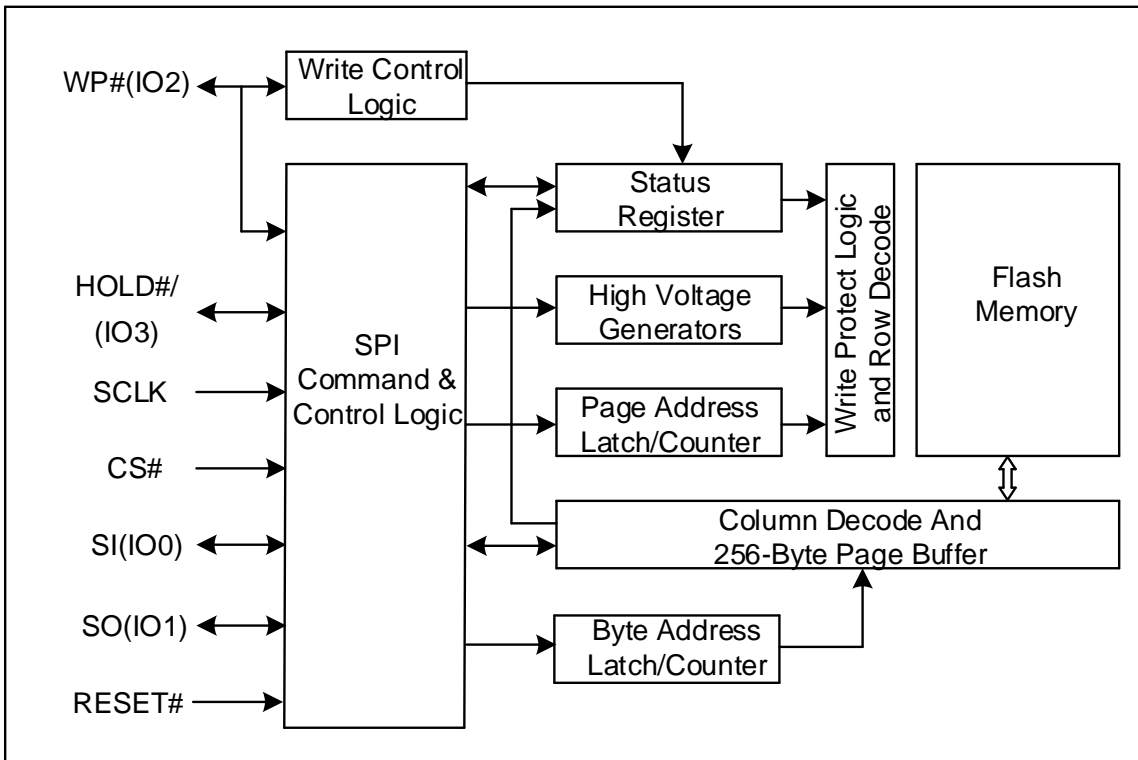 WP#(IO2)
Write Control
Logic
HOLD#/
(IO3)
SCLK
CS#
SI(IO0)
SO(IO1)
RESET#
SPI
Command &
Control Logic
Status
Register
High Voltage
Generators
Page Address
Latch/Counter
Write Protect Logic
and Row Decode
Flash
Memory
Column Decode And
256-Byte Page Buffer
Byte Address
Latch/Counter